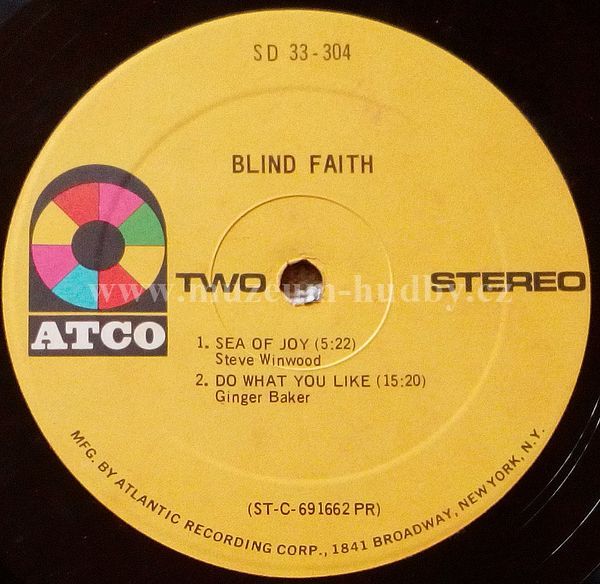 SD 33-304
BLIND FAITH
ATCO
TWO
STEREO
www.muzeum-hudby.cz
1. SEA OF JOY (5:22)
Steve Winwood
2. DO WHAT YOU LIKE (15:20)
Ginger Baker
(ST-C-691662 PR)
MFG. BY ATLANTIC RECORDING CORP., 1841 BROADWAY, NEW YORK, N.Y.